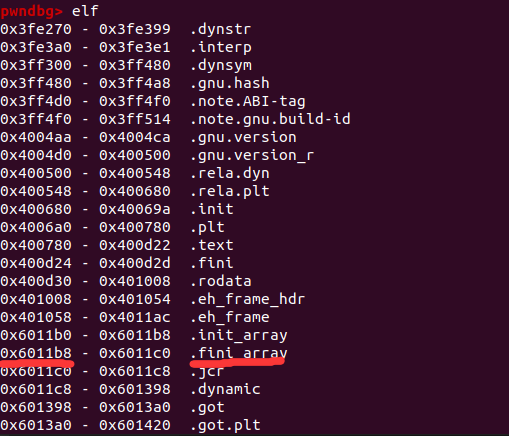 pwndbg> elf
0x3fe270 - 0x3fe399  .dynstr
0x3fe3a0 - 0x3fe3e1  .interp
0x3ff300 - 0x3ff480  .dynsym
0x3ff480 - 0x3ff4a8  .gnu.hash
0x3ff4d0 - 0x3ff4f0  .note.ABI-tag
0x3ff4f0 - 0x3ff514  .note.gnu.build-id
0x4004aa - 0x4004ca  .gnu.version
0x4004d0 - 0x400500  .gnu.version_r
0x400500 - 0x400548  .rela.dyn
0x400548 - 0x400680  .rela.plt
0x400680 - 0x40069a  .init
0x4006a0 - 0x400780  .plt
0x400780 - 0x400d22  .text
0x400d24 - 0x400d2d  .fini
0x400d30 - 0x401008  .rodata
0x401008 - 0x401054  .eh_frame_hdr
0x401058 - 0x4011ac  .eh_frame
0x6011b0 - 0x6011b8  .init_array
0x6011b8 - 0x6011c0  .fini_array
0x6011c0 - 0x6011c8  .jcr
0x6011c8 - 0x601398  .dynamic
0x601398 - 0x6013a0  .got
0x6013a0 - 0x601420  .got.plt